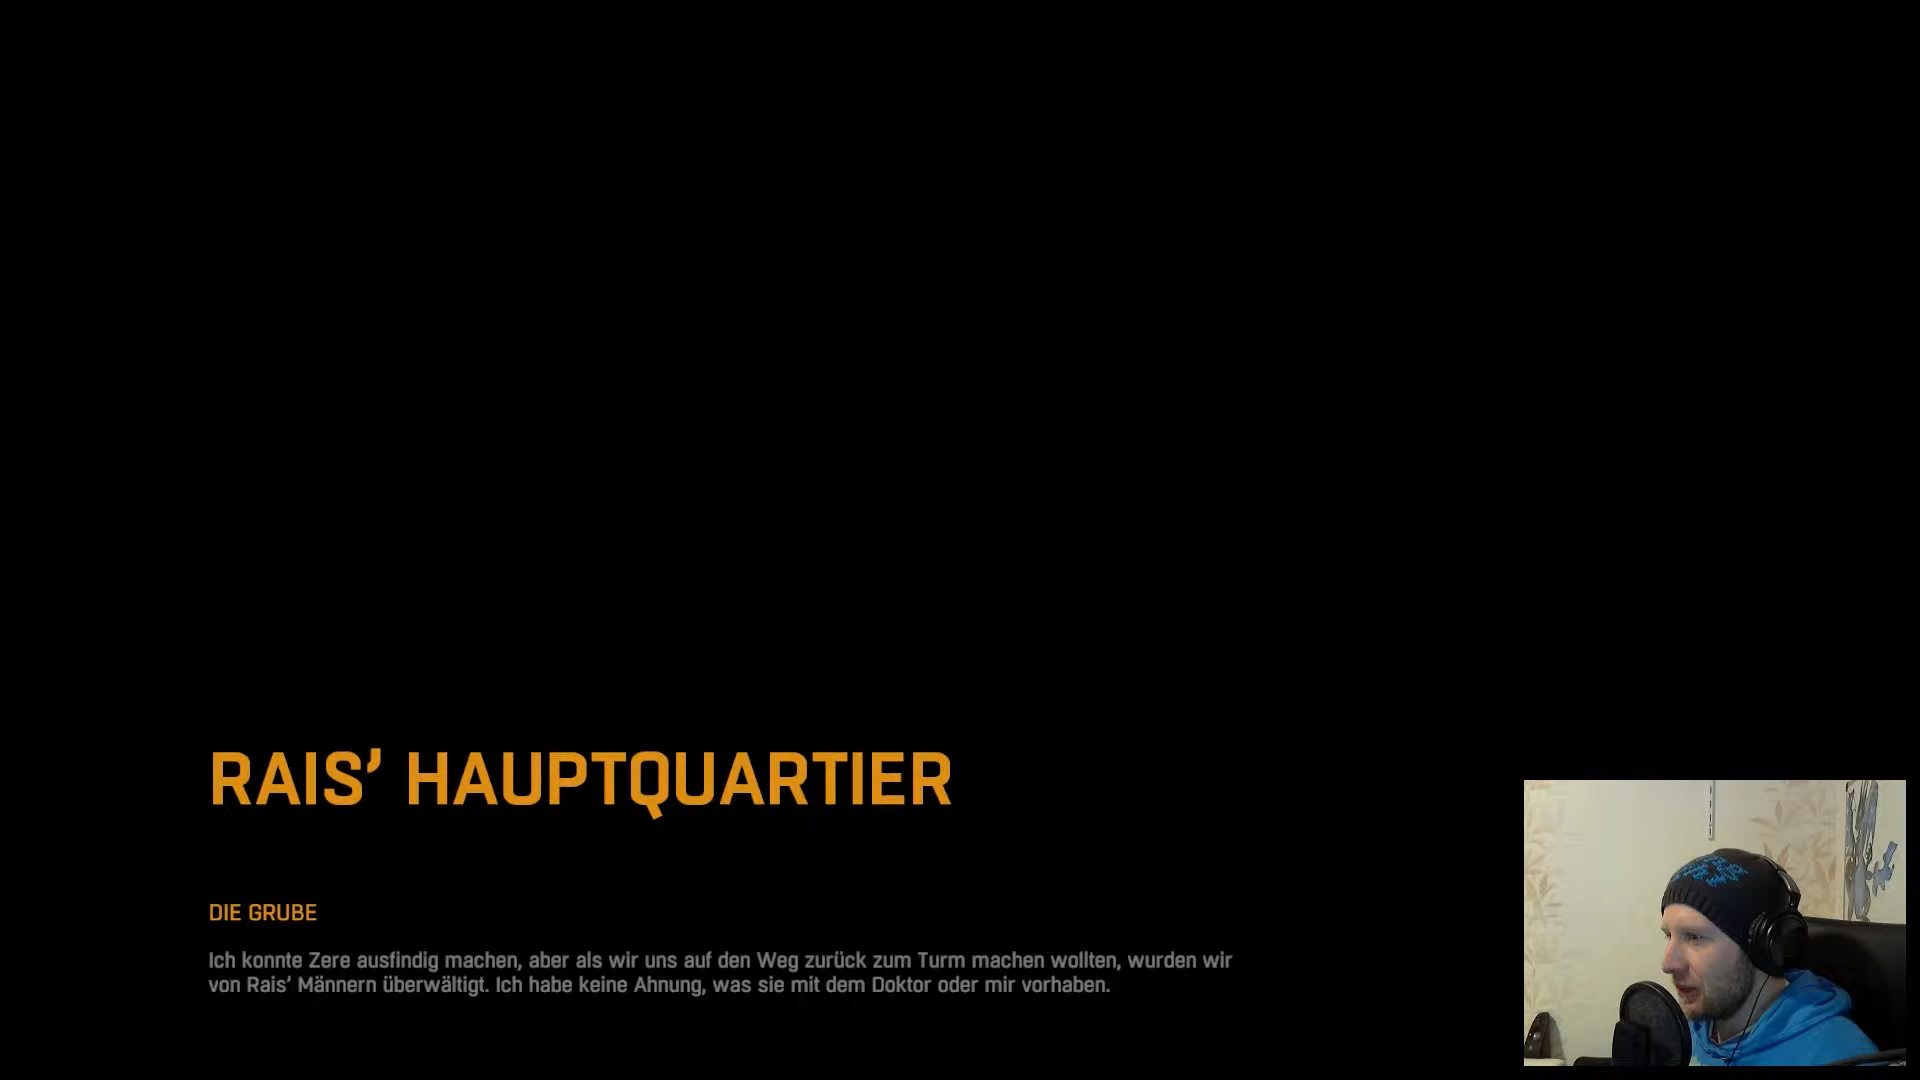 RAIS’ HAUPTQUARTIER
DIE GRUBE
Ich konnte Zere ausfindig machen, aber als wir uns auf den Weg zurück zum Turm machen wollten, wurden wir
von Rais’ Männern überwältigt. Ich habe keine Ahnung, was sie mit dem Doktor oder mir vorhaben.